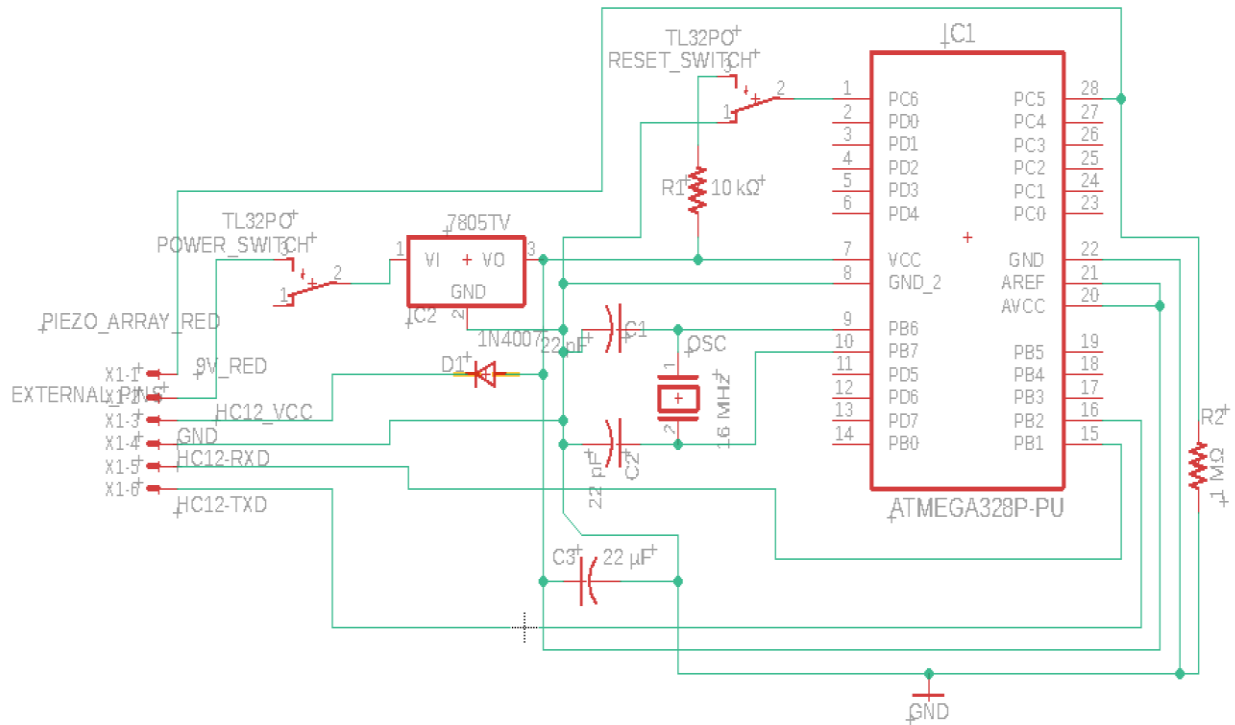 TL32PO
RESET_SWITCH
3
1
2
IC1
R1
10 kΩ
1
2
3
4
5
6
7
8
9
10
11
12
13
14
PC6
PD0
PD1
PD2
PD3
PD4
VCC
GND_2
PB6
PB7
PD5
PD6
PD7
PB0
PC5
PC4
PC3
PC2
PC1
PC0
GND
AREF
AVCC
PB5
PB4
PB3
PB2
PB1
28
27
26
25
24
23
22
21
20
19
18
17
16
15
ATMEGA328P-PU
TL32PO
POWER_SWITCH
3
1
2
7805TV
1
VI
VO
3
GND
2
IC2
PIEZO_ARRAY_RED
9V_RED
EXTERNAL_PINS
HC12_VCC
GND
HC12-RXD
HC12-TXD
X1-1
X1-2
X1-3
X1-4
X1-5
X1-6
1N4007
D1
22 pF
C1
OSC
1
2
16 MHz
22 pF
C2
C3
22 µF
R2
1 MΩ
GND